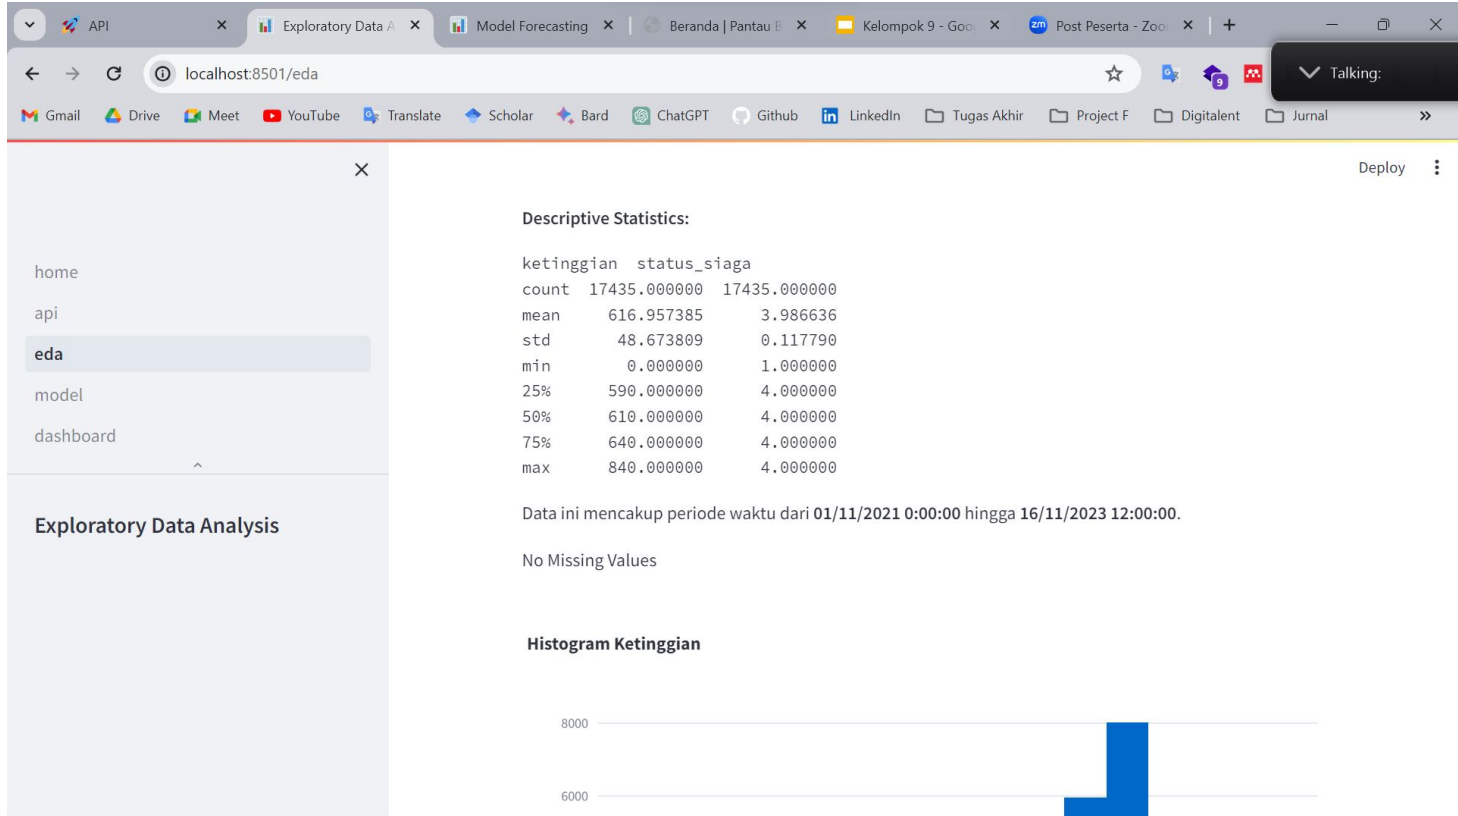 API
Exploratory Data A
Model Forecasting
Beranda | Pantau B
Kelompok 9 - Goo
Post Peserta - Zoo
localhost:8501/eda
9
Talking:
Gmail
Drive
Meet
YouTube
Translate
Scholar
Bard
ChatGPT
Github
LinkedIn
Tugas Akhir
Project F
Digitalent
Jurnal
Deploy
home
api
eda
model
dashboard
Exploratory Data Analysis
Descriptive Statistics:
ketinggian status_siaga
count 17435.000000 17435.000000
mean 616.957385 3.986636
std 48.673809 0.117790
min 0.000000 1.000000
25% 590.000000 4.000000
50% 610.000000 4.000000
75% 640.000000 4.000000
max 840.000000 4.000000
Data ini mencakup periode waktu dari 01/11/2021 0:00:00 hingga 16/11/2023 12:00:00.
No Missing Values
Histogram Ketinggian
8000
6000